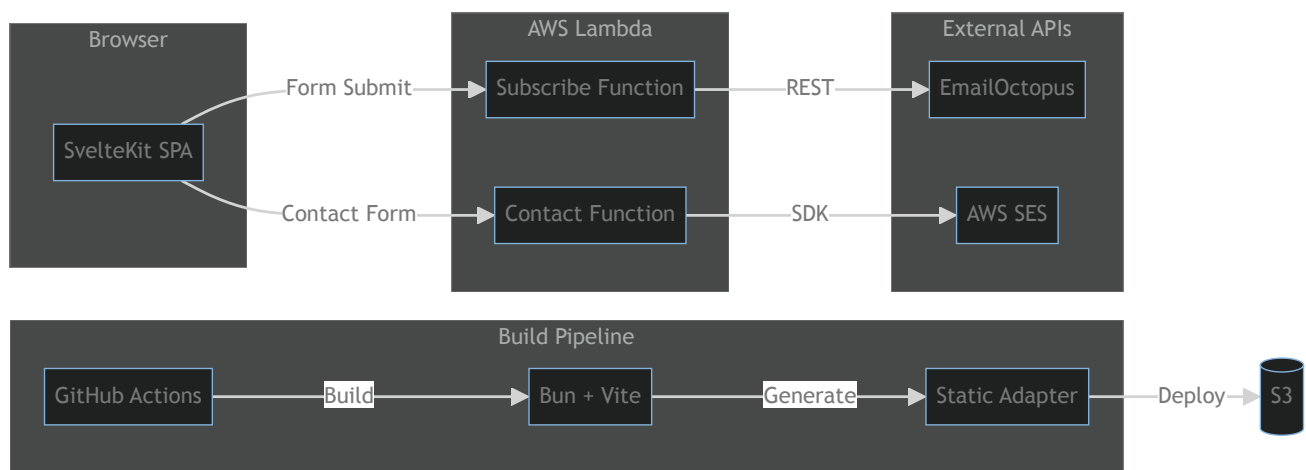 Browser
AWS Lambda
External APIs
SvelteKit SPA
Form Submit
Subscribe Function
REST
EmailOctopus
Contact Form
Contact Function
SDK
AWS SES
Build Pipeline
GitHub Actions
Build
Bun + Vite
Generate
Static Adapter
Deploy
S3